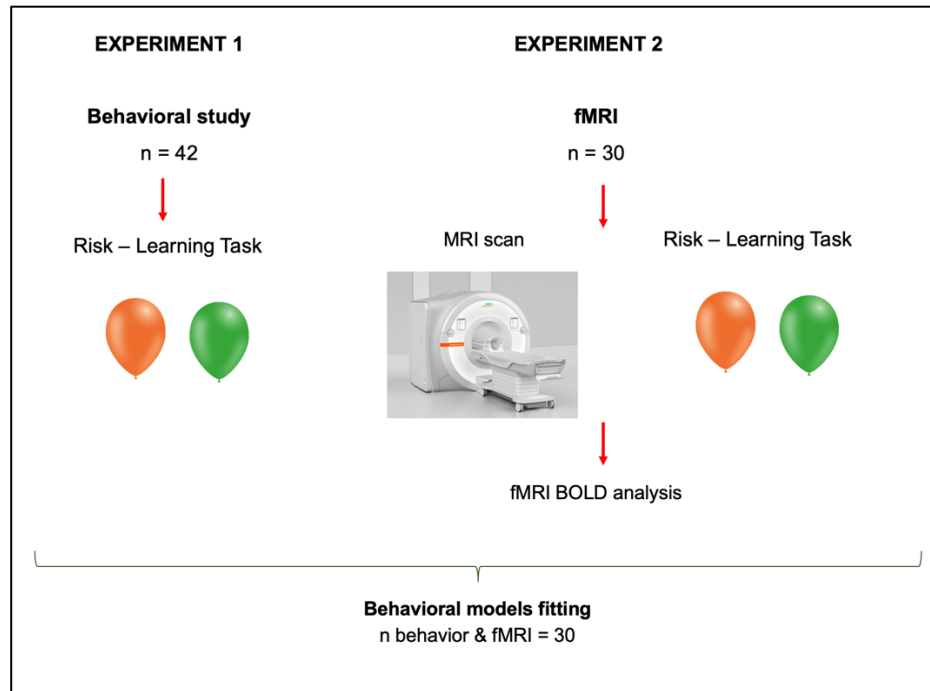 EXPERIMENT 1
EXPERIMENT 2
Behavioral study
n = 42
fMRI
n = 30
Risk – Learning Task
MRI scan
Risk – Learning Task
fMRI BOLD analysis
Behavioral models fitting
n behavior & fMRI = 30